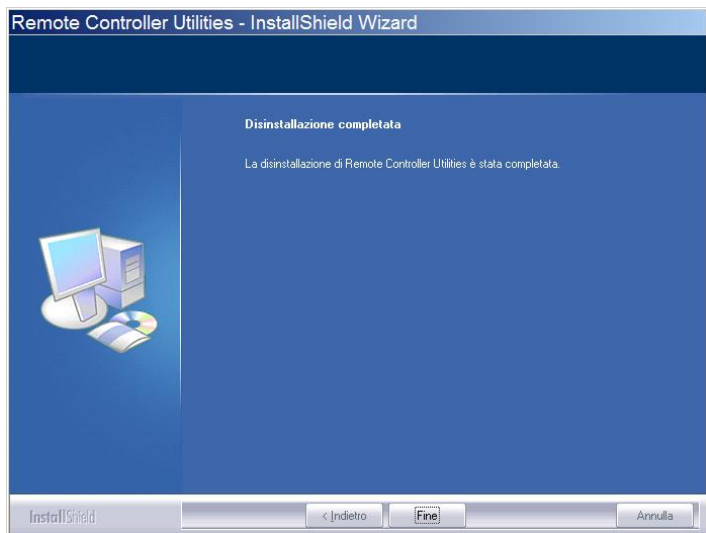 Remote Controller Utilities - InstallShield Wizard
Disinstallazione completata
La disinstallazione di Remote Controller Utilities è stata completata.
InstallShield
< Indietro
Fine
Annulla